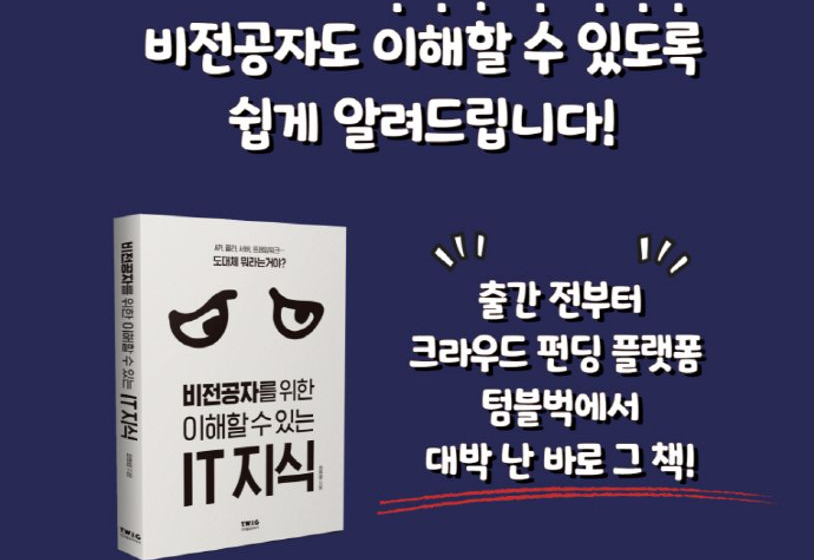 비전공자도 이해할 수 있도록
쉽게 알려드립니다!
비전공자를 위한 이해할 수 있는 IT 지식
API, 클라, 서버, 프레임워크…
도대체 뭐라는거야?
비전공자를 위한
이해할 수 있는
IT 지식
TWIG
TWIG
출간 전부터
크라우드 펀딩 플랫폼
텀블벅에서
대박 난 바로 그 책!